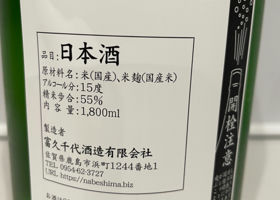 品目:日本酒
原材料名:米(国産)、米麹(国産米)
アルコール分:15度
精米歩合:55%
内容量:1,800ml
製造者
富久千代酒造有限会社
佐賀県鹿島市浜町1244番地1
TEL 0954-62-3727
URL https://nabeshima.biz
開栓注意